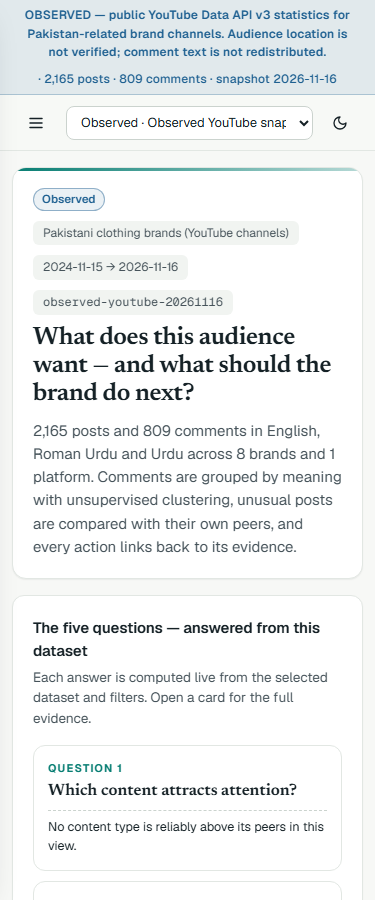 OBSERVED — public YouTube Data API v3 statistics for
Pakistan-related brand channels. Audience location is
not verified; comment text is not redistributed.
· 2,165 posts · 809 comments · snapshot 2026-11-16
Observed · Observed YouTube snap
Observed
Pakistani clothing brands (YouTube channels)
2024-11-15 → 2026-11-16
observed-youtube-20261116
What does this audience
want — and what should the
brand do next?
2,165 posts and 809 comments in English,
Roman Urdu and Urdu across 8 brands and 1
platform. Comments are grouped by meaning
with unsupervised clustering, unusual posts
are compared with their own peers, and
every action links back to its evidence.
The five questions — answered from this
dataset
Each answer is computed live from the selected
dataset and filters. Open a card for the full
evidence.
QUESTION 1
Which content attracts attention?
No content type is reliably above its peers in this
view.